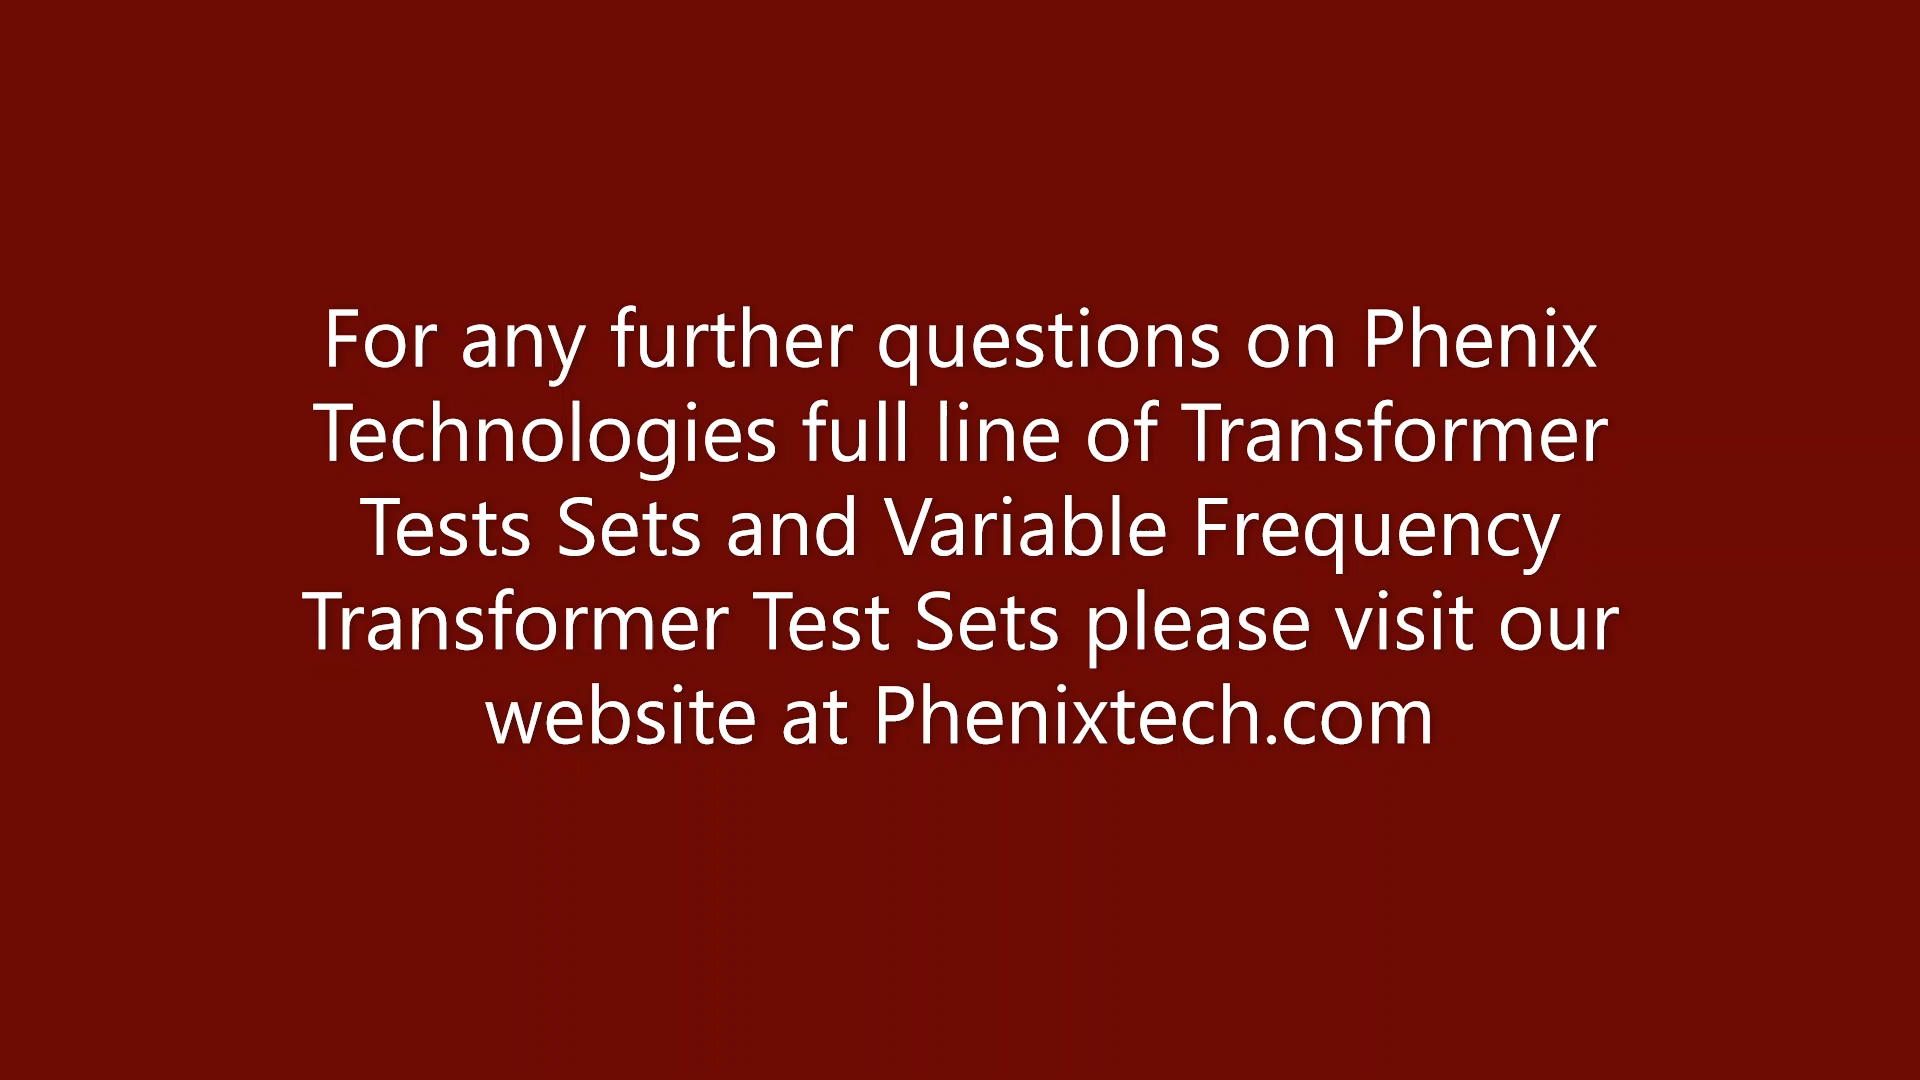 For any further questions on Phenix
Technologies full line of Transformer
Tests Sets and Variable Frequency
Transformer Test Sets please visit our
website at Phenixtech.com